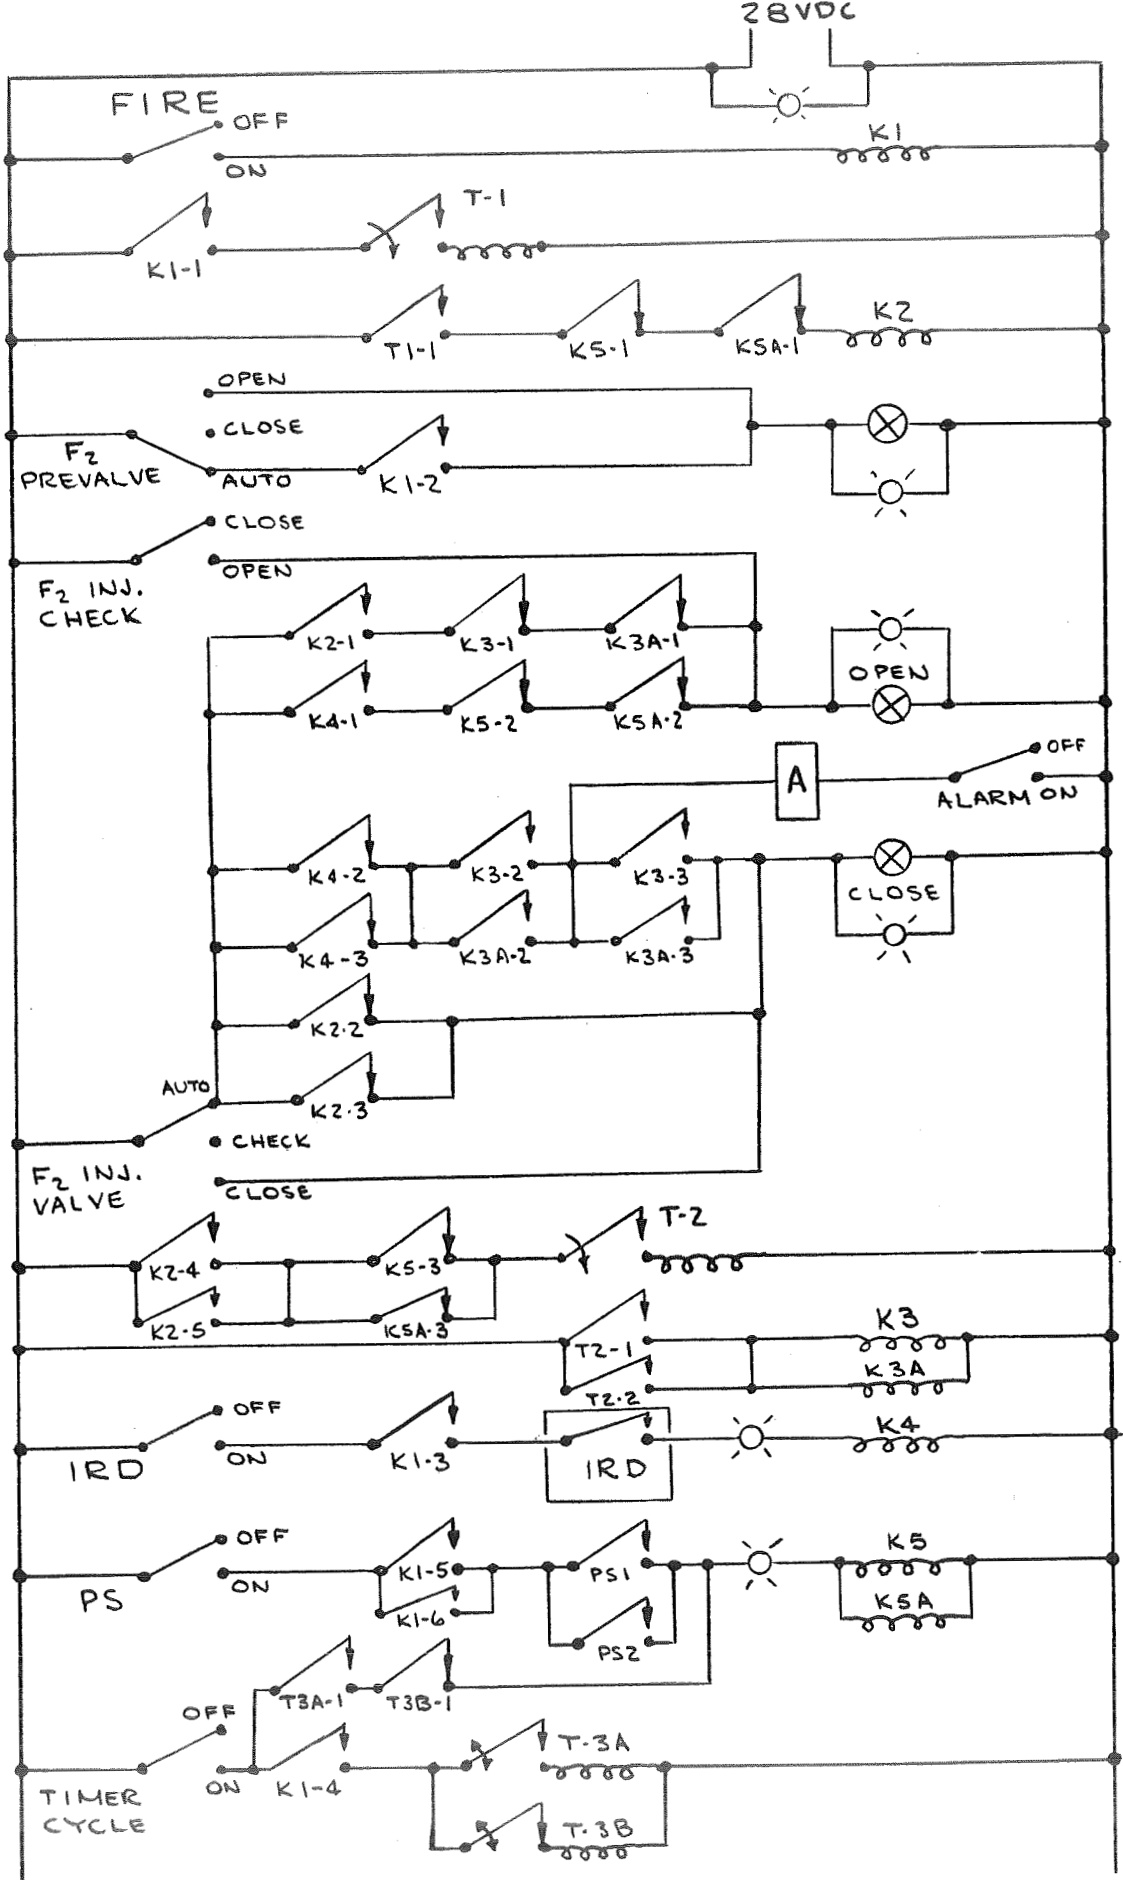 28VDC
FIRE
OFF
K1
ON
T-1
K1-1
K2
T1-1
K5-1
K5A-1
OPEN
CLOSE
F2
PREVALVE
AUTO
K1-2
CLOSE
OPEN
F2 INJ.
CHECK
K2-1
K3-1
K3A-1
OPEN
K4-1
K5-2
K5A-2
OFF
A
ALARM ON
K4-2
K3-2
K3-3
CLOSE
K4-3
K3A-2
K3A-3
K2-2
AUTO
K2-3
CHECK
F2 INJ.
VALVE
CLOSE
T-2
K2-4
K5-3
K2-5
K5A-3
K3
T2-1
K3A
T2-2
OFF
K4
IRD
ON
K1-3
IRD
OFF
K5
PS
ON
K1-5
PS1
K5A
K1-6
PS2
T3A-1
T3B-1
OFF
T-3A
ON
K1-4
TIMER
CYCLE
T-3B